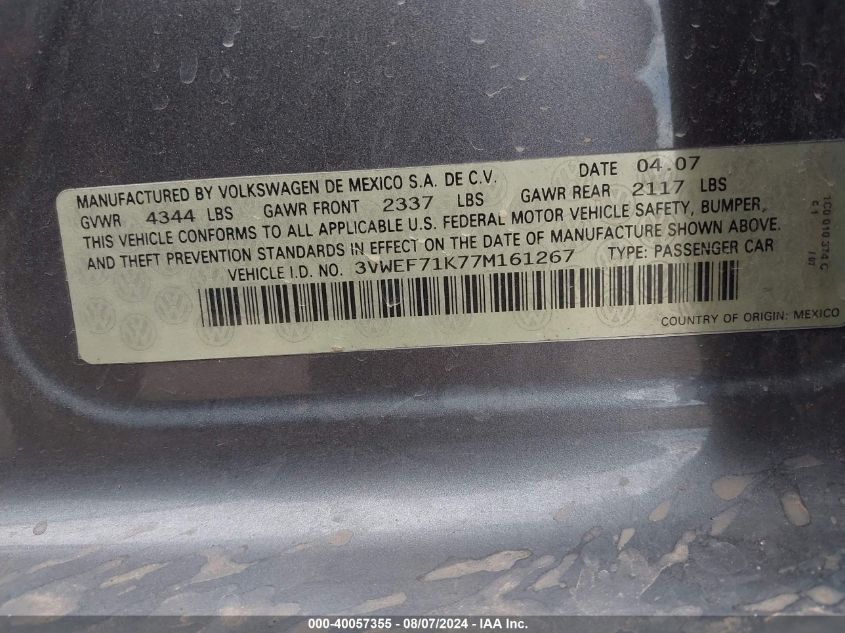 MANUFACTURED BY VOLKSWAGEN DE MEXICO S.A. DE C.V. DATE 04.07
GVWR 4344 LBS GAWR FRONT 2337 LBS GAWR REAR 2117 LBS
THIS VEHICLE CONFORMS TO ALL APPLICABLE U.S. FEDERAL MOTOR VEHICLE SAFETY, BUMPER,
AND THEFT PREVENTION STANDARDS IN EFFECT ON THE DATE OF MANUFACTURE SHOWN ABOVE.
VEHICLE I.D. NO. 3VWEF71K77M161267 TYPE: PASSENGER CAR
COUNTRY OF ORIGIN: MEXICO
1C0 010 374 C
000-40057355 - 08/07/2024 - IAA Inc.